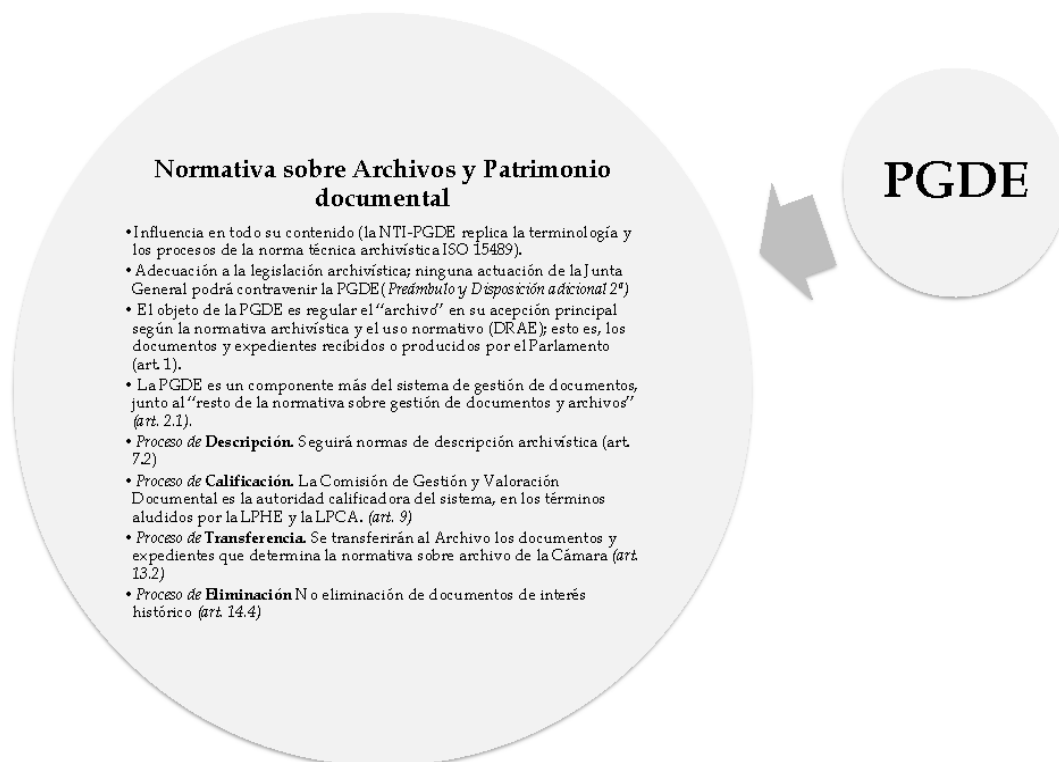 Normativa sobre Archivos y Patrimonio
documental
• Influencia en todo su contenido (la NTI-PGDE replica la terminología y
los procesos de la norma técnica archivística ISO 15489).
• Adecuación a la legislación archivística; ninguna actuación de la Junta
General podrá contravenir la PGDE( Preámbulo y Disposición adicional 2ª)
• El objeto de la PGDE es regular el “archivo” en su acepción principal
según la normativa archivística y el uso normativo (DRAE); esto es, los
documentos y expedientes recibidos o producidos por el Parlamento
(art. 1).
• La PGDE es un componente más del sistema de gestión de documentos,
junto al “resto de la normativa sobre gestión de documentos y archivos”
(art. 2.1).
• Proceso de Descripción. Seguirá normas de descripción archivística (art.
7.2)
• Proceso de Calificación. La Comisión de Gestión y Valoración
Documental es la autoridad calificadora del sistema, en los términos
aludidos por la LPHE y la LPCA. (art. 9)
• Proceso de Transferencia. Se transferirán al Archivo los documentos y
expedientes que determina la normativa sobre archivo de la Cámara (art.
13.2)
• Proceso de Eliminación No eliminación de documentos de interés
histórico (art. 14.4)
PGDE